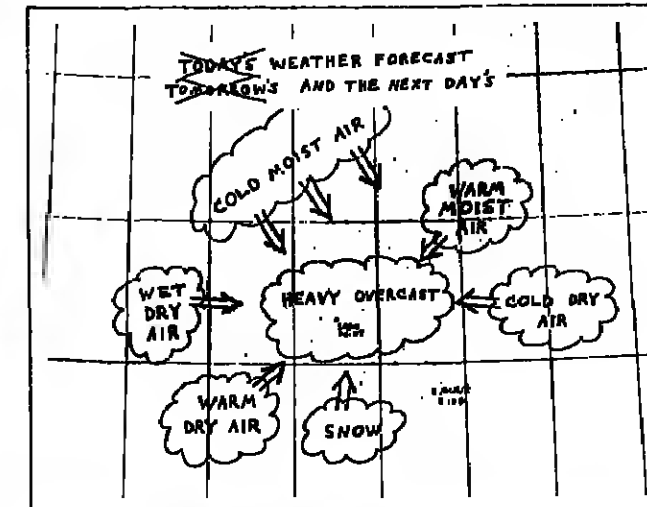 TODAY'S WEATHER FORECAST
TOMORROW'S AND THE NEXT DAY'S
COLD MOIST AIR
WARM
MOIST
AIR
WET
DRY
AIR
HEAVY OVERCAST
COLD DRY
AIR
WARM
DRY AIR
SNOW